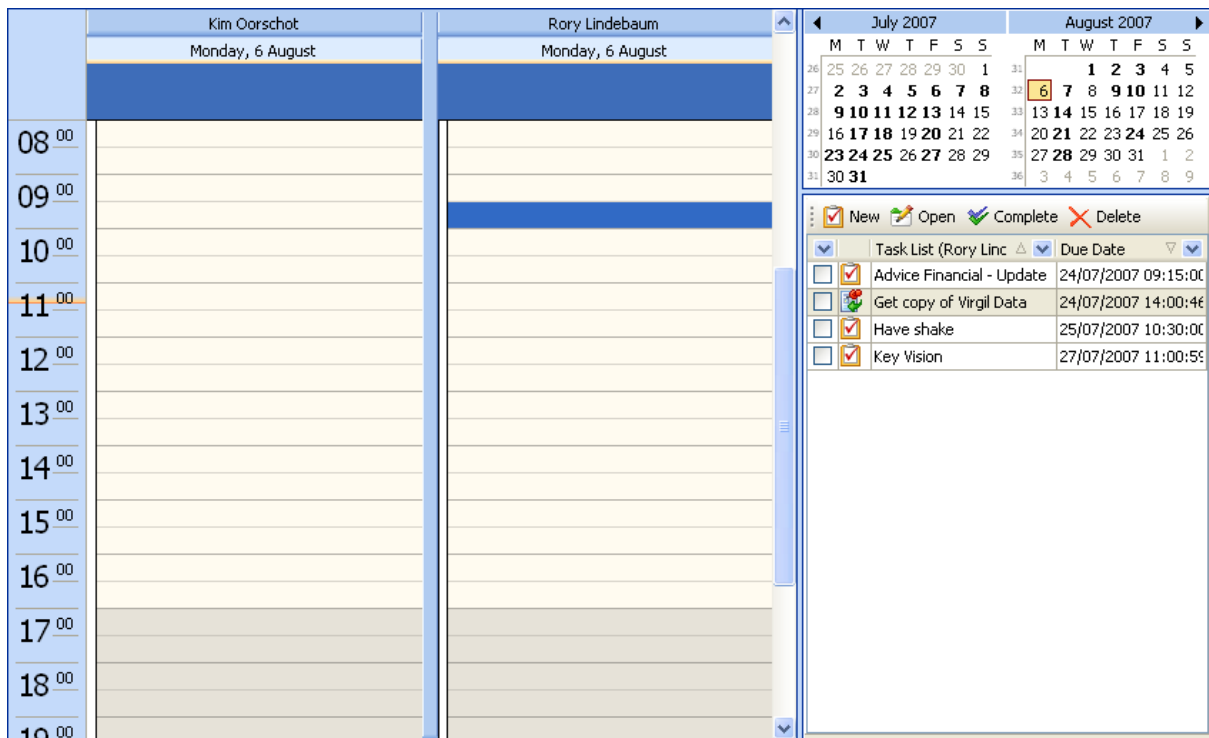 Kim Oorschot
Rory Lindebaum
Monday, 6 August
Monday, 6 August
08 00
09 00
10 00
11 00
12 00
13 00
14 00
15 00
16 00
17 00
18 00
19 00
July 2007
M T W T F S S
26 25 26 27 28 29 30 1
27 2 3 4 5 6 7 8
28 9 10 11 12 13 14 15
29 16 17 18 19 20 21 22
30 23 24 25 26 27 28 29
31 30 31
August 2007
M T W T F S S
31 1 2 3 4 5
32 6 7 8 9 10 11 12
33 13 14 15 16 17 18 19
34 20 21 22 23 24 25 26
35 27 28 29 30 31 1 2
36 3 4 5 6 7 8 9
New Open Complete Delete
Task List (Rory Linc Due Date
Advice Financial - Update 24/07/2007 09:15:00
Get copy of Virgil Data 24/07/2007 14:00:46
Have shake 25/07/2007 10:30:00
Key Vision 27/07/2007 11:00:59